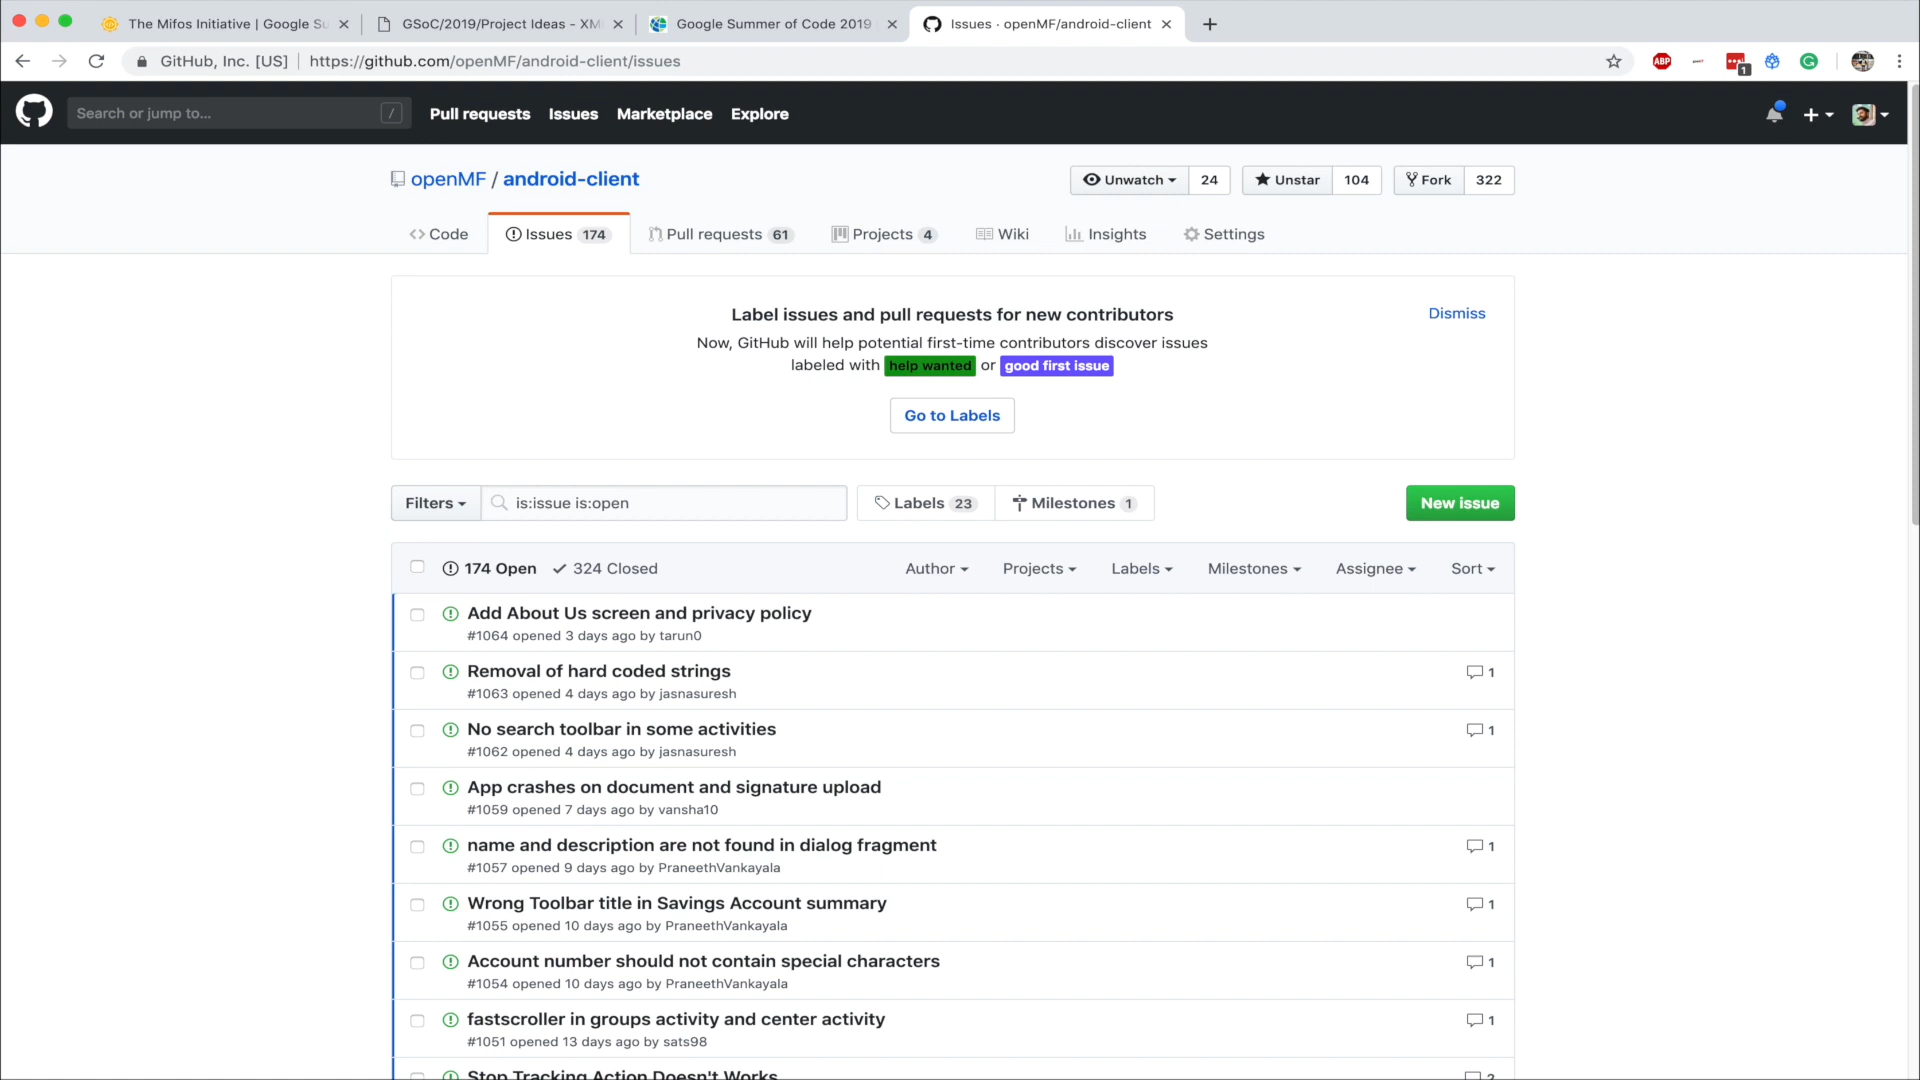 The Mifos Initiative | Google Su
GSoC/2019/Project Ideas - XM
Google Summer of Code 2019
Issues · openMF/android-client
GitHub, Inc. [US]
https://github.com/openMF/android-client/issues
ABP
1
Search or jump to...
/
Pull requests
Issues
Marketplace
Explore
openMF / android-client
Unwatch 24
Unstar 104
Fork 322
Code
Issues 174
Pull requests 61
Projects 4
Wiki
Insights
Settings
Label issues and pull requests for new contributors
Dismiss
Now, GitHub will help potential first-time contributors discover issues
labeled with help wanted or good first issue
Go to Labels
Filters
is:issue is:open
Labels 23
Milestones 1
New issue
174 Open
324 Closed
Author
Projects
Labels
Milestones
Assignee
Sort
Add About Us screen and privacy policy
#1064 opened 3 days ago by tarun0
Removal of hard coded strings
1
#1063 opened 4 days ago by jasnasuresh
No search toolbar in some activities
1
#1062 opened 4 days ago by jasnasuresh
App crashes on document and signature upload
#1059 opened 7 days ago by vansha10
name and description are not found in dialog fragment
1
#1057 opened 9 days ago by PraneethVankayala
Wrong Toolbar title in Savings Account summary
1
#1055 opened 10 days ago by PraneethVankayala
Account number should not contain special characters
1
#1054 opened 10 days ago by PraneethVankayala
fastscroller in groups activity and center activity
1
#1051 opened 13 days ago by sats98
Stop Tracking Action Doesn't Works
2